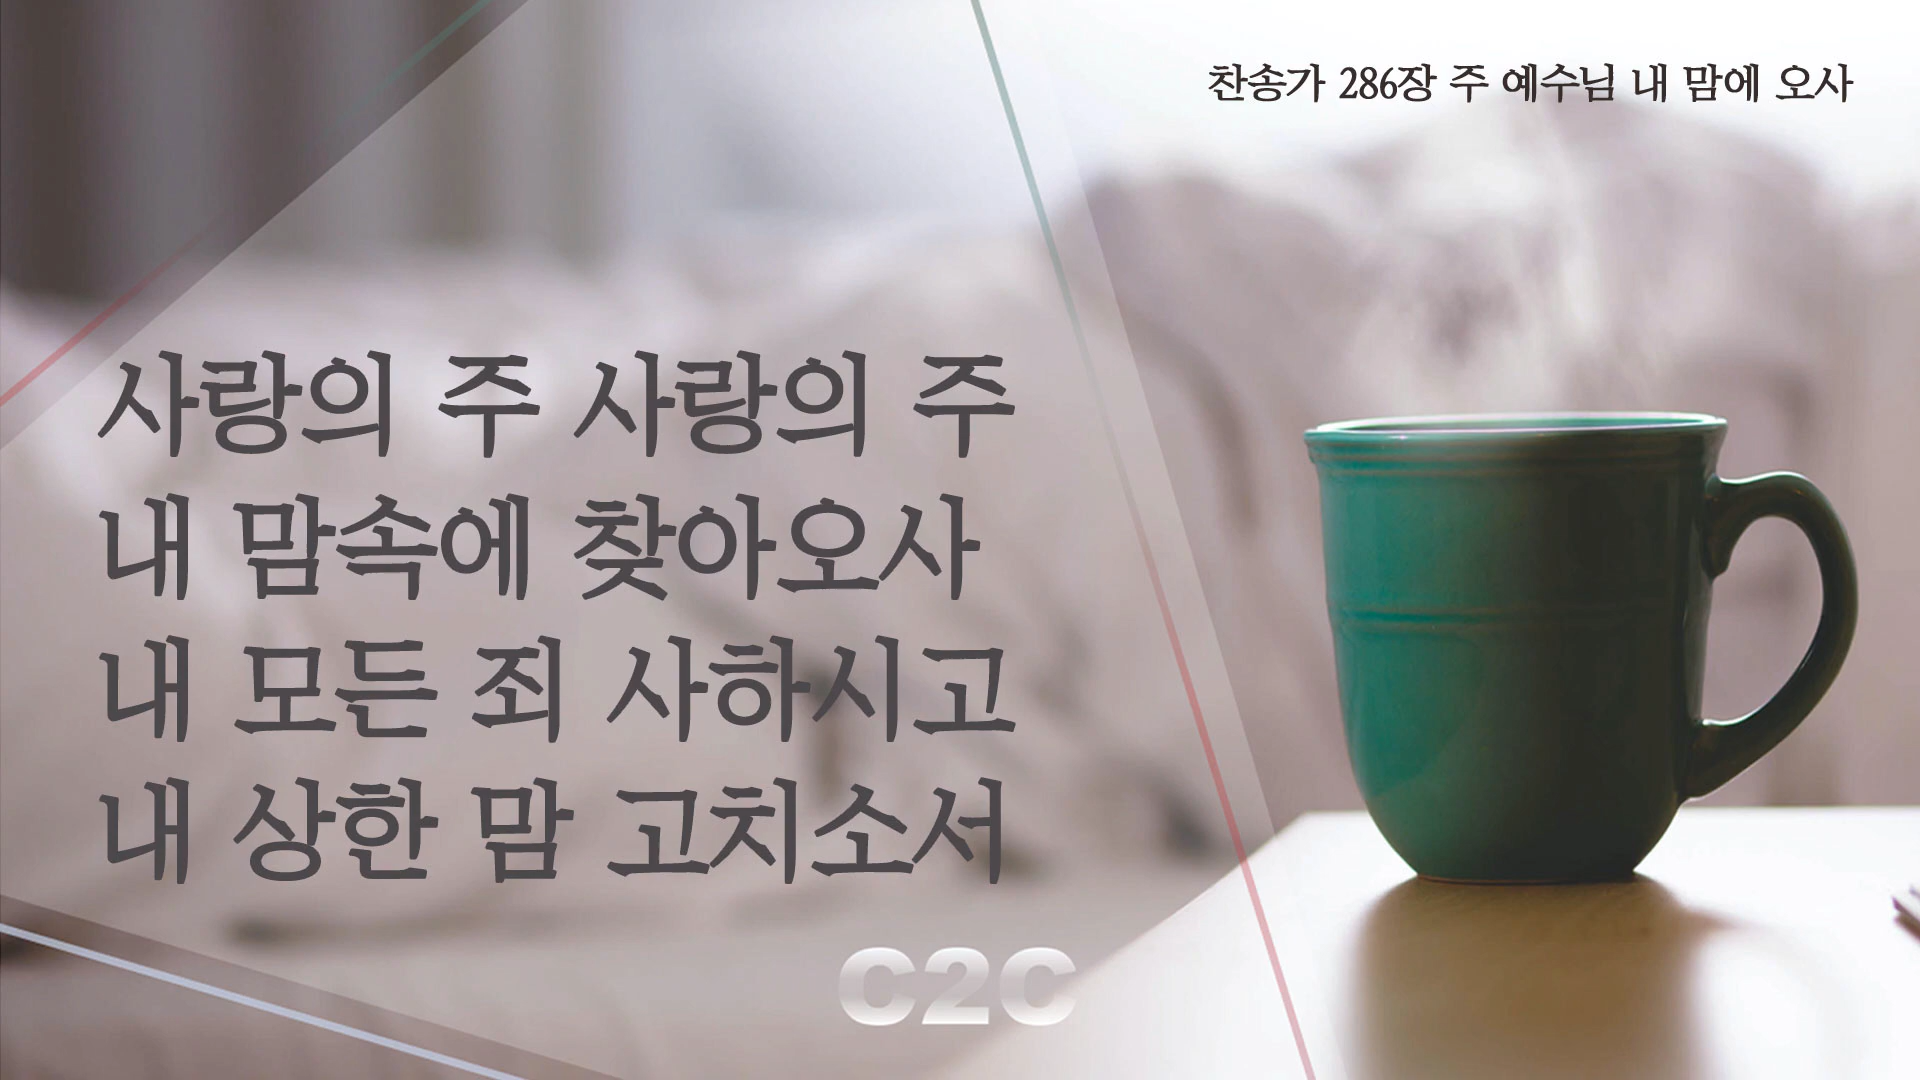 찬송가 286장 주 예수님 내 맘에 오사
사랑의 주 사랑의 주
내 맘속에 찾아오사
내 모든 죄 사하시고
내 상한 맘 고치소서
C2C